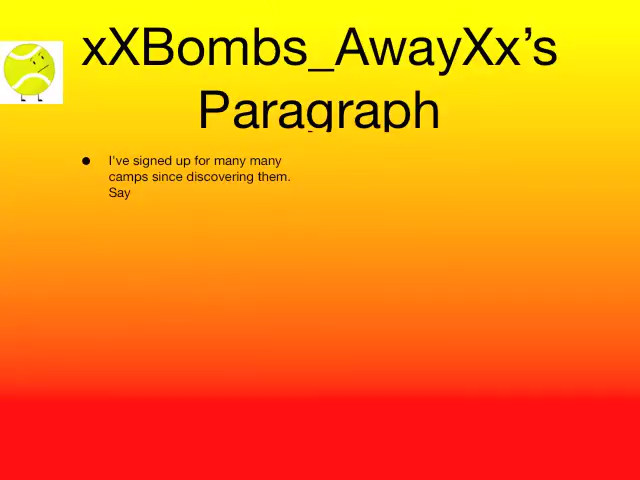 xXBombs_AwayXx’s
Paragraph
• I've signed up for many many
camps since discovering them.
Say